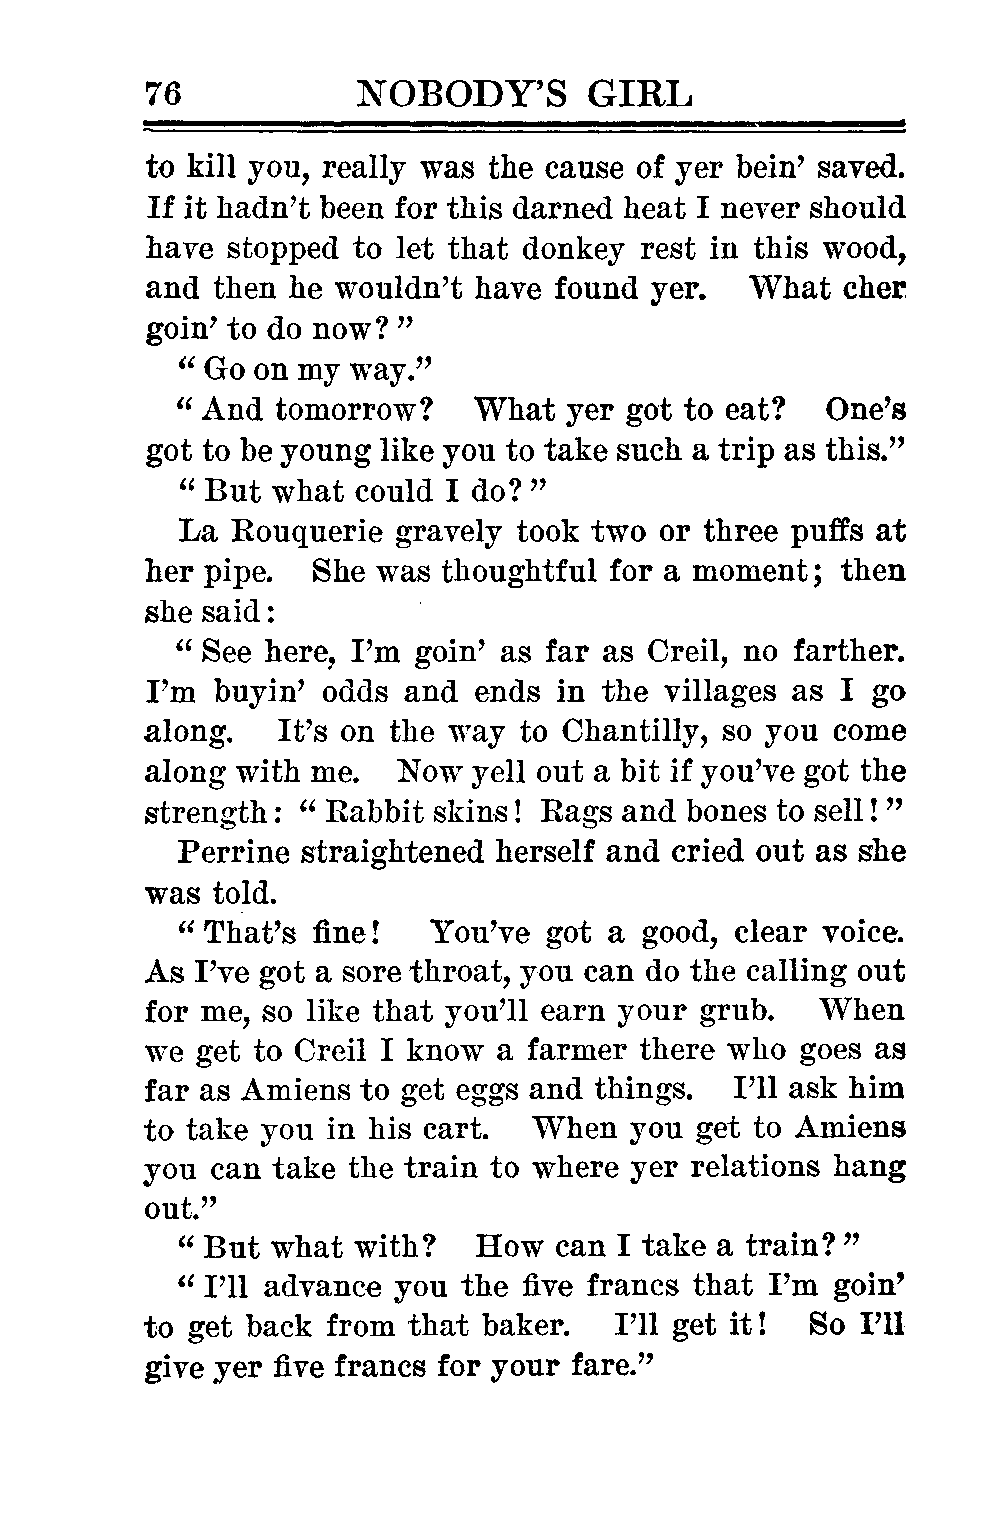 76 NOBODY'S GIRL
to kill you, really was the cause of yer bein' saved.
If it hadn't been for this darned heat I never should
have stopped to let that donkey rest in this wood,
and then he wouldn't have found yer. What cher
goin' to do now?"
"Go on my way."
"And tomorrow? What yer got to eat? One's
got to be young like you to take such a trip as this."
"But what could I do?"
La Rouquerie gravely took two or three puffs at
her pipe. She was thoughtful for a moment; then
she said:
"See here, I'm goin' as far as Creil, no farther.
I'm buyin' odds and ends in the villages as I go
along. It's on the way to Chantilly, so you come
along with me. Now yell out a bit if you've got the
strength: "Rabbit skins! Rags and bones to sell!"
Perrine straightened herself and cried out as she
was told.
"That's fine! You've got a good, clear voice.
As I've got a sore throat, you can do the calling out
for me, so like that you'll earn your grub. When
we get to Creil I know a farmer there who goes as
far as Amiens to get eggs and things. I'll ask him
to take you in his cart. When you get to Amiens
you can take the train to where yer relations hang
out."
"But what with? How can I take a train?"
"I'll advance you the five francs that I'm goin'
to get back from that baker. I'll get it! So I'll
give yer five francs for your fare."